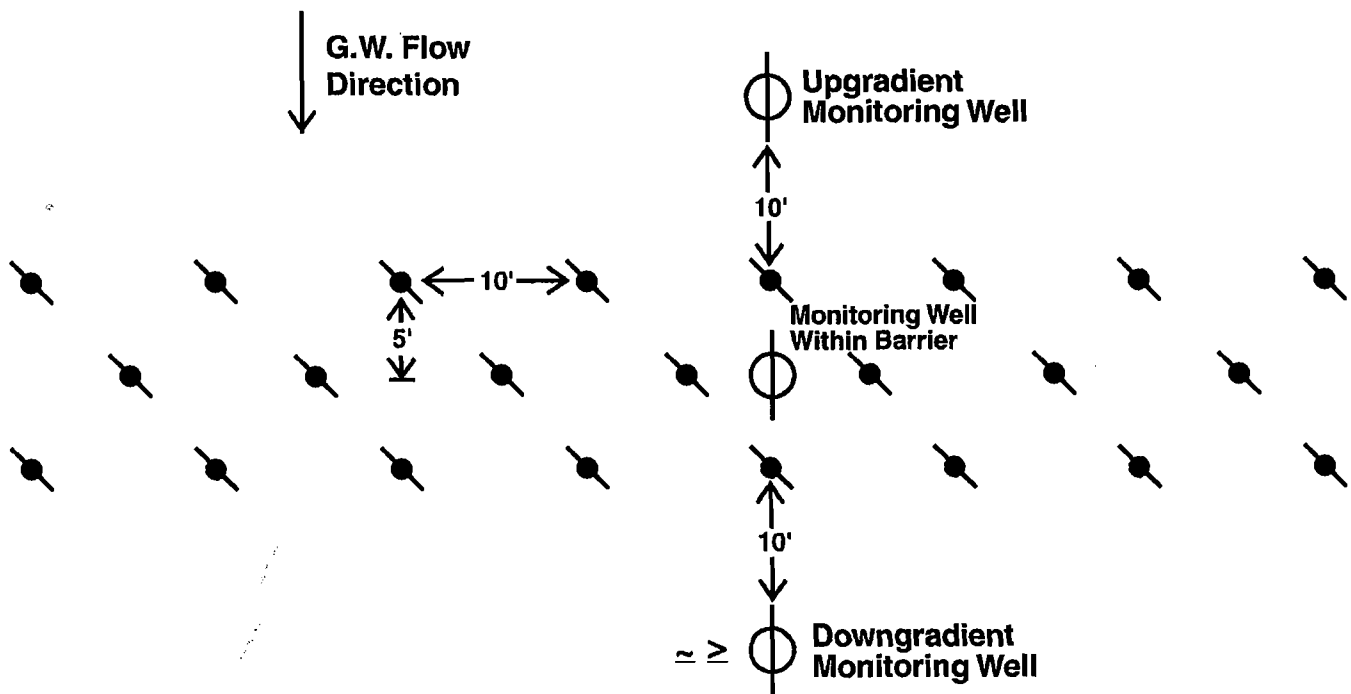 G.W. Flow
Direction
Upgradient
Monitoring Well
10'
10'
5'
Monitoring Well
Within Barrier
10'
~ ≥
Downgradient
Monitoring Well